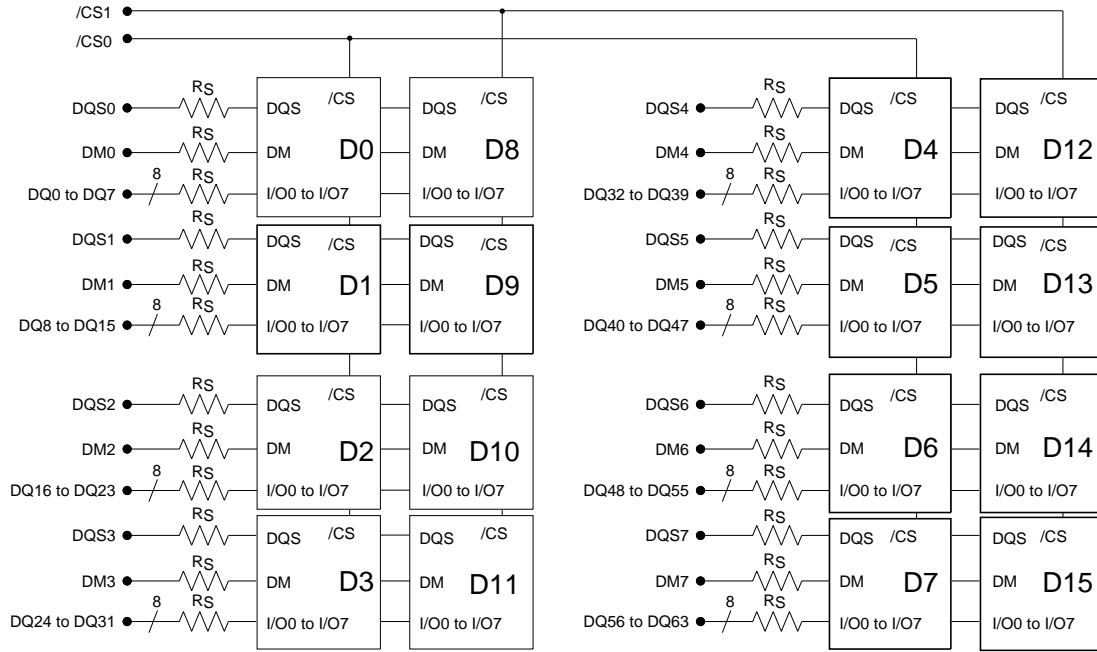 /CS1
/CS0
RS
DQS0
DQS
/CS
/CS
DQS
RS
DM0
DM
D0
DM
D8
8
RS
DQ0 to DQ7
I/O0 to I/O7
I/O0 to I/O7
RS
DQS1
DQS
/CS
DQS
/CS
RS
DM1
DM
D1
DM
D9
8
RS
DQ8 to DQ15
I/O0 to I/O7
I/O0 to I/O7
RS
DQS2
DQS
/CS
DQS
/CS
RS
DM2
DM
D2
DM
D10
8
RS
DQ16 to DQ23
I/O0 to I/O7
I/O0 to I/O7
RS
DQS3
DQS
/CS
DQS
/CS
RS
DM3
DM
D3
DM
D11
8
RS
DQ24 to DQ31
I/O0 to I/O7
I/O0 to I/O7
RS
DQS4
DQS
/CS
DQS
/CS
RS
DM4
DM
D4
DM
D12
8
RS
DQ32 to DQ39
I/O0 to I/O7
I/O0 to I/O7
RS
DQS5
DQS
/CS
DQS
/CS
RS
DM5
DM
D5
DM
D13
8
RS
DQ40 to DQ47
I/O0 to I/O7
I/O0 to I/O7
RS
DQS6
DQS
/CS
DQS
/CS
RS
DM6
DM
D6
DM
D14
8
RS
DQ48 to DQ55
I/O0 to I/O7
I/O0 to I/O7
RS
DQS7
DQS
/CS
DQS
/CS
RS
DM7
DM
D7
DM
D15
8
RS
DQ56 to DQ63
I/O0 to I/O7
I/O0 to I/O7